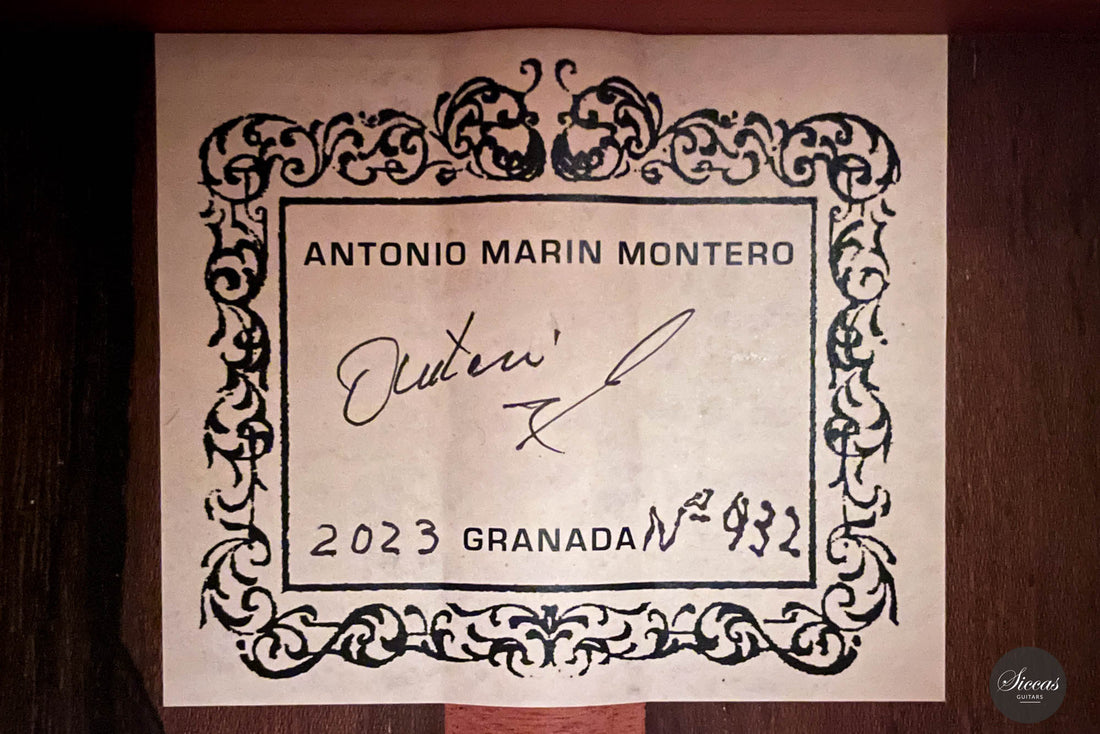 ANTONIO MARIN MONTERO
Antonio
2023 GRANADA Nº 932
Siccas
GUITARS